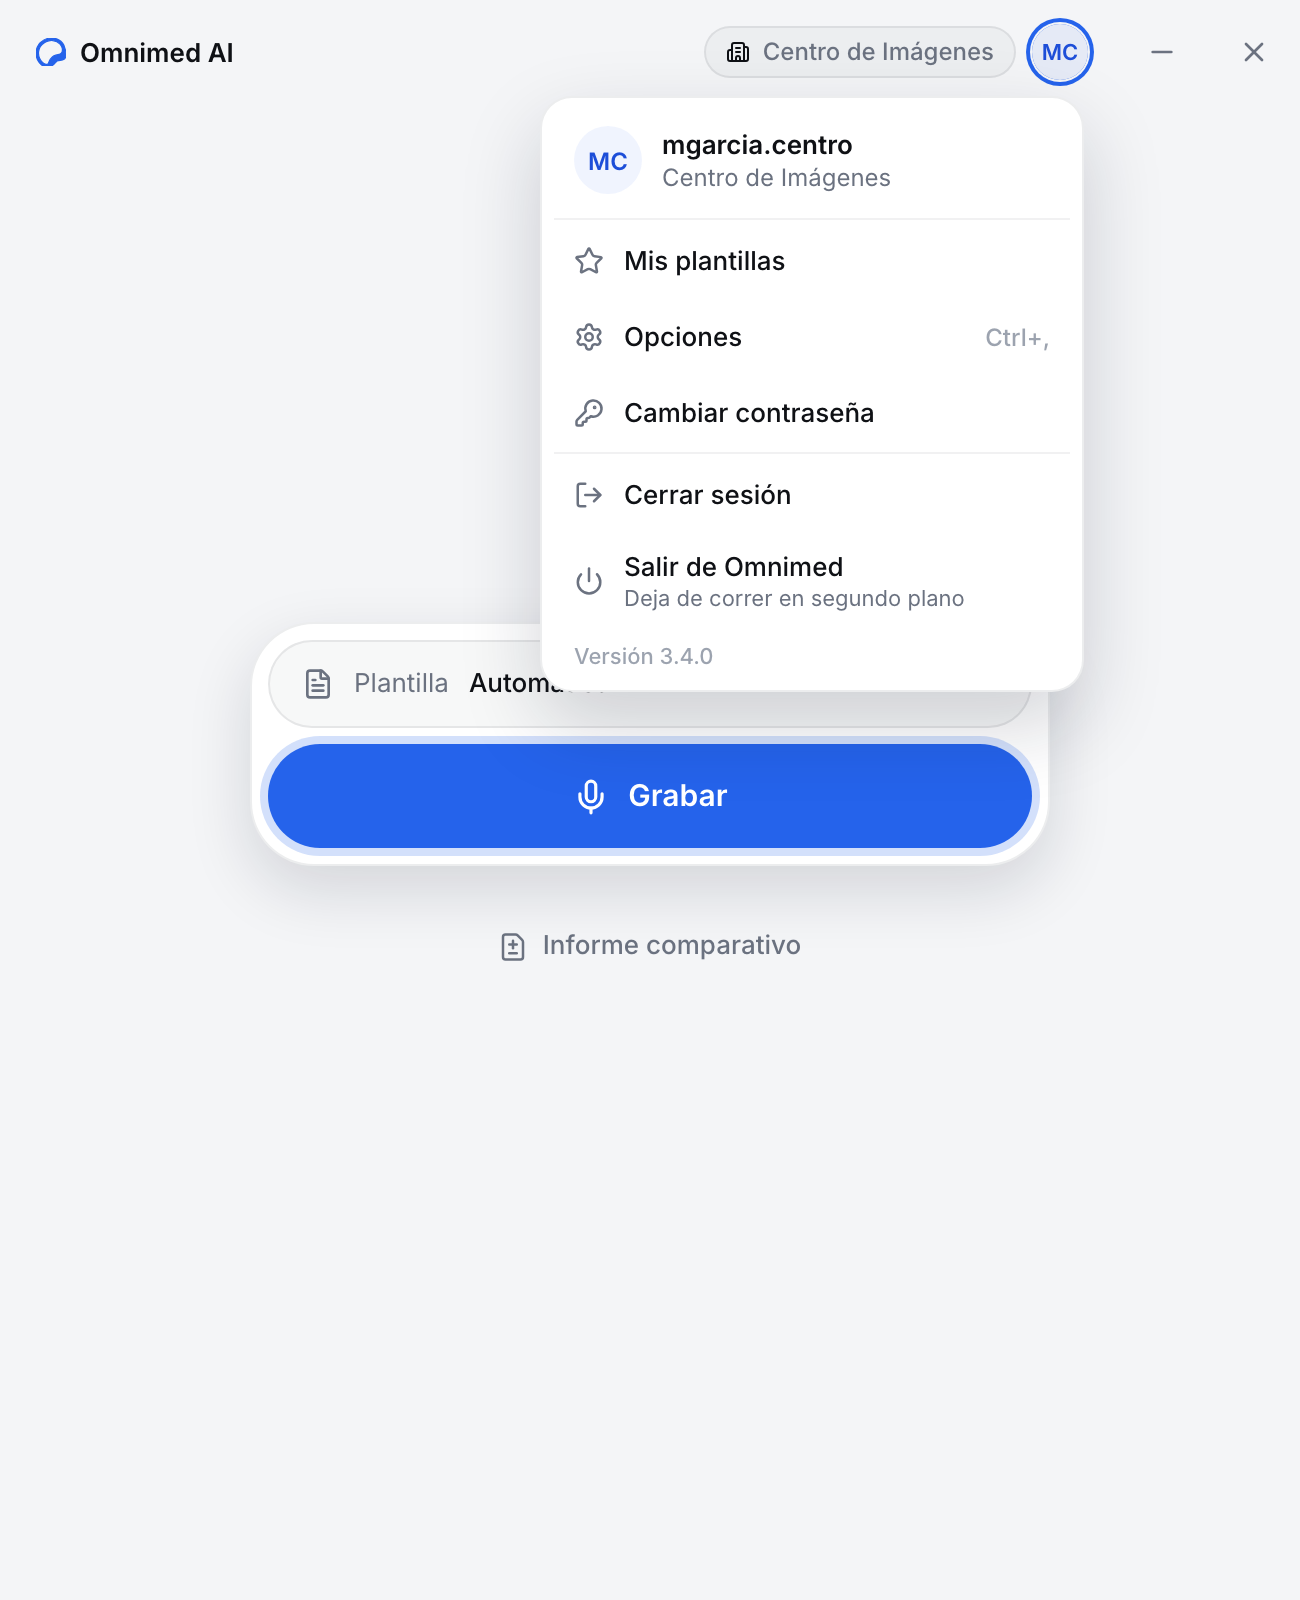 Omnimed AI
Centro de Imágenes
MC
MC
mgarcia.centro
Centro de Imágenes
Mis plantillas
Opciones
Ctrl+,
Cambiar contraseña
Cerrar sesión
Salir de Omnimed
Deja de correr en segundo plano
Versión 3.4.0
Plantilla
Grabar
Informe comparativo